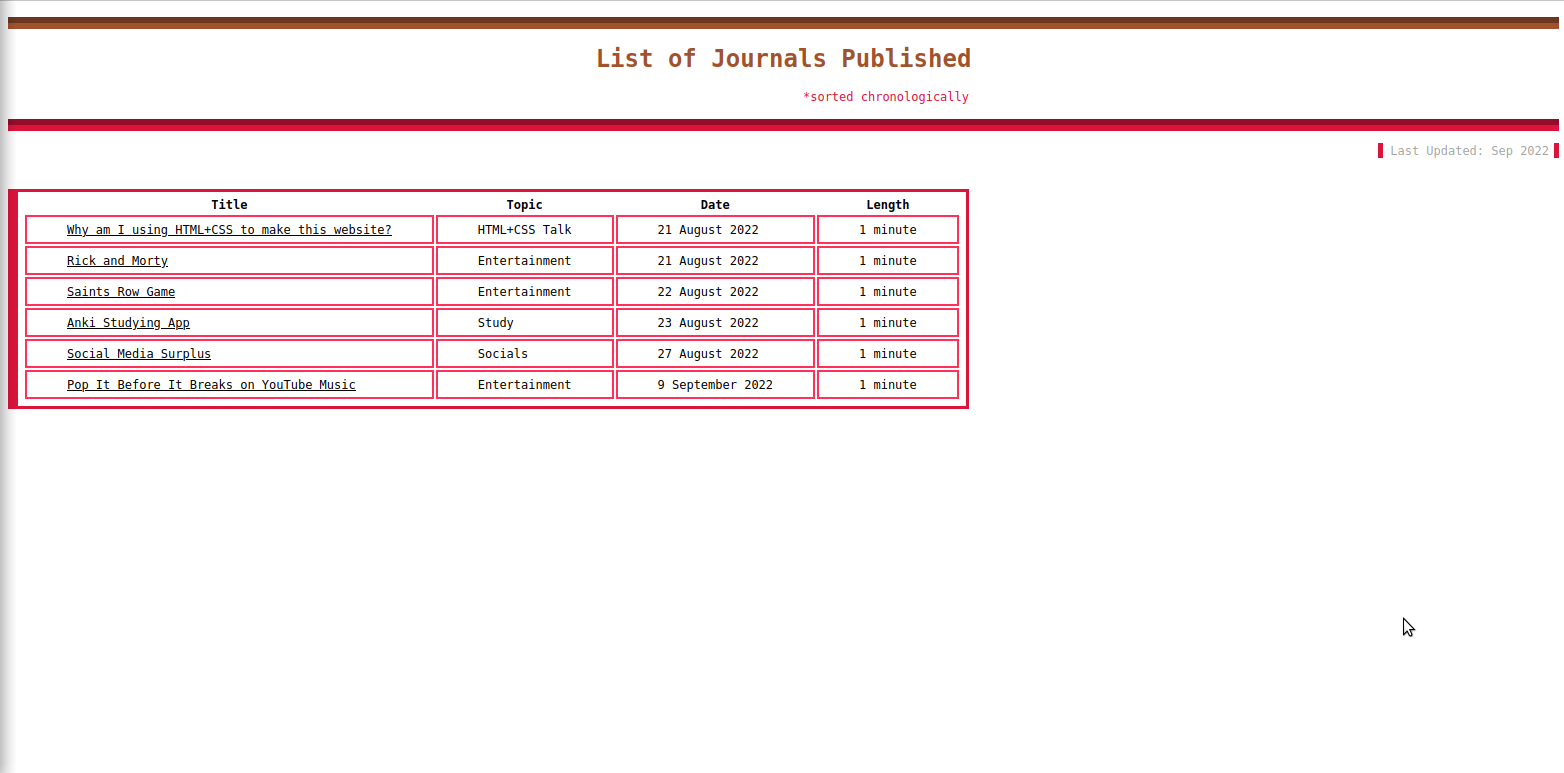 List of Journals Published
*sorted chronologically
Last Updated: Sep 2022
Title Topic Date Length
Why am I using HTML+CSS to make this website? HTML+CSS Talk 21 August 2022 1 minute
Rick and Morty Entertainment 21 August 2022 1 minute
Saints Row Game Entertainment 22 August 2022 1 minute
Anki Studying App Study 23 August 2022 1 minute
Social Media Surplus Socials 27 August 2022 1 minute
Pop It Before It Breaks on YouTube Music Entertainment 9 September 2022 1 minute